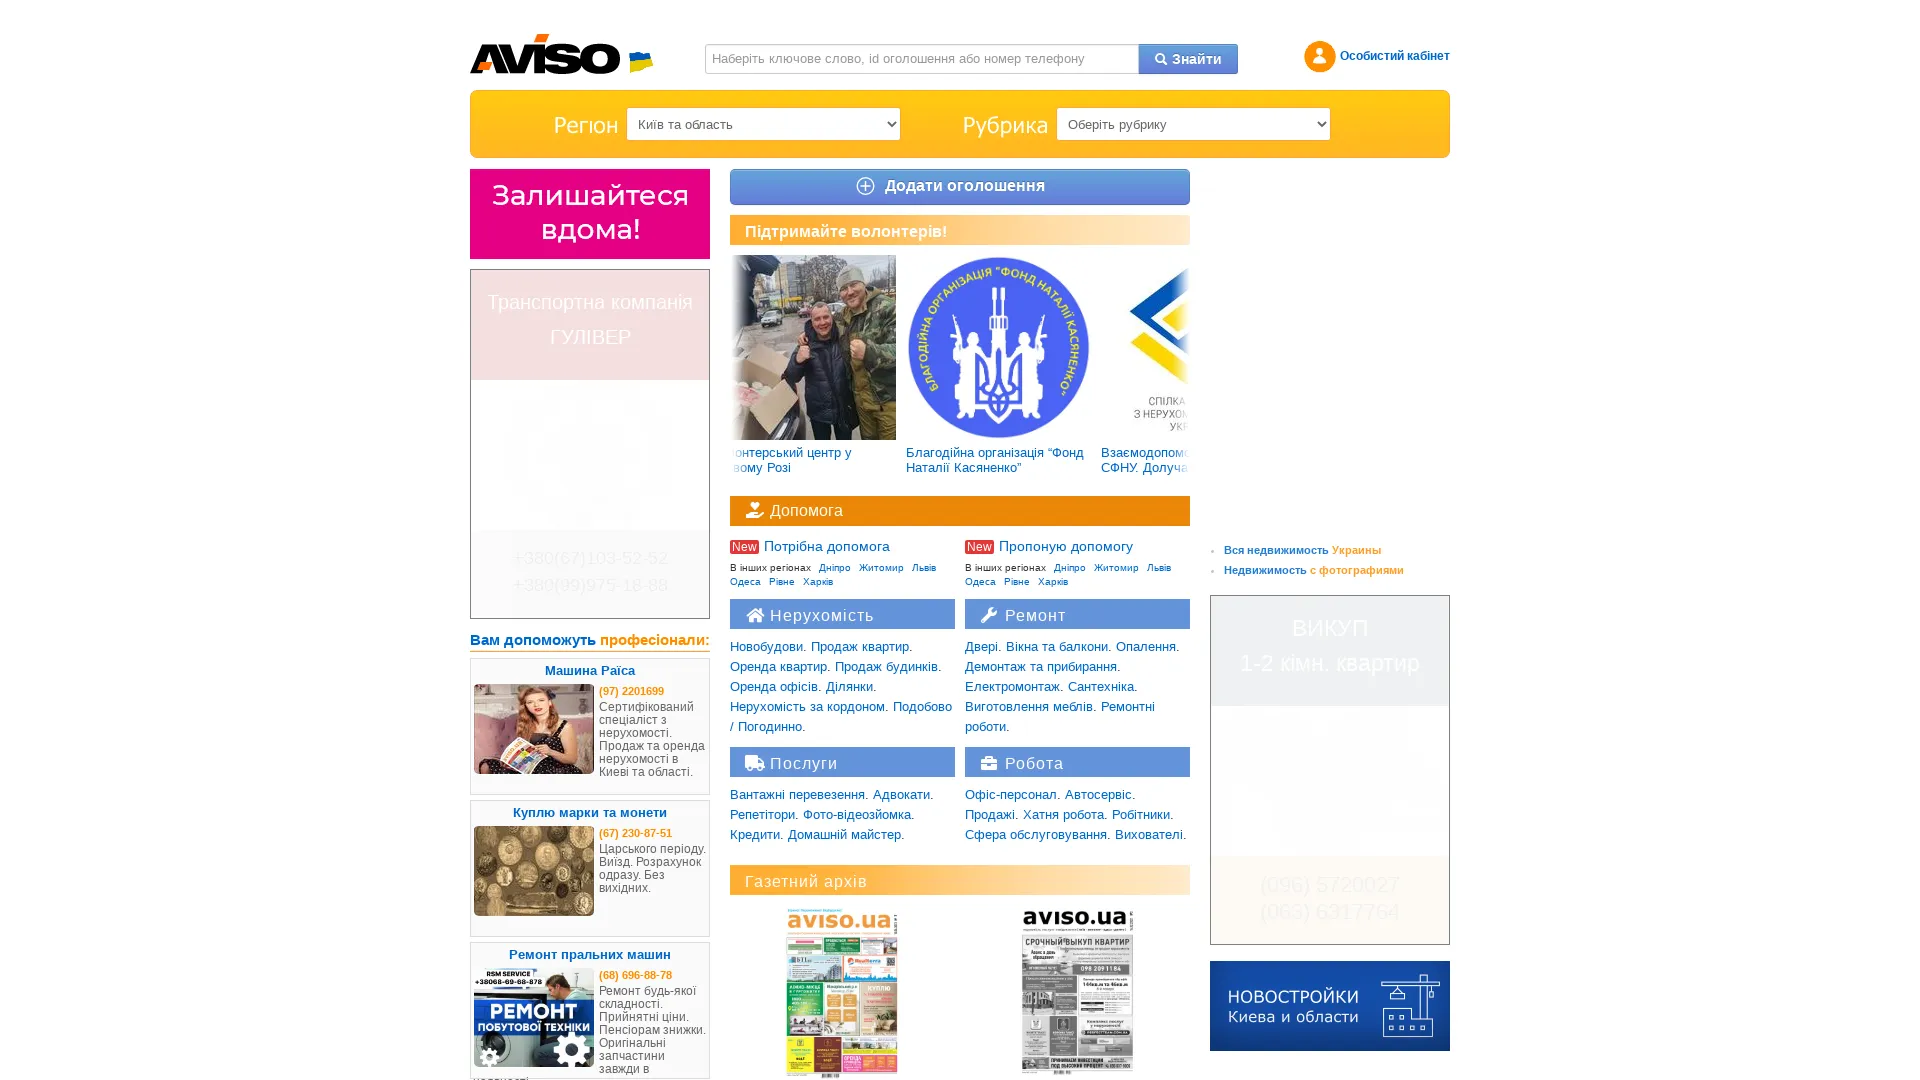 AVISO
Наберіть ключове слово, id оголошення або номер телефону
Знайти
Особистий кабінет
Регіон
Київ та область
Рубрика
Оберіть рубрику
Залишайтеся
вдома!
Транспортна компанія
ГУЛІВЕР
+380(67)103-52-52
+380(99)975-18-88
Вам допоможуть професіонали:
Машина Раїса
(97) 2201699
Сертифікований
спеціаліст з
нерухомості.
Продаж та оренда
нерухомості в
Києві та області.
Куплю марки та монети
(67) 230-87-51
Царського періоду.
Виїзд. Розрахунок
одразу. Без
вихідних.
Ремонт пральних машин
RSM SERVICE
+38068-69-68-878
РЕМОНТ
ПОБУТОВОЇ ТЕХНІКИ
(68) 696-88-78
Ремонт будь-якої
складності.
Прийнятні ціни.
Пенсіорам знижки.
Оригінальні
запчастини
завжди в
Додати оголошення
Підтримайте волонтерів!
БЛАГОДІЙНА ОРГАНІЗАЦІЯ "ФОНД НАТАЛІЇ КАСЯНЕНКО"
СПІЛКА
З НЕРУХОМ
УКР
онтерський центр у
вому Розі
Благодійна організація “Фонд
Наталії Касяненко”
Взаємодопомо
СФНУ. Долуча
Допомога
New Потрібна допомога
В інших регіонах Дніпро Житомир Львів
Одеса Рівне Харків
New Пропоную допомогу
В інших регіонах Дніпро Житомир Львів
Одеса Рівне Харків
Нерухомість
Новобудови. Продаж квартир.
Оренда квартир. Продаж будинків.
Оренда офісів. Ділянки.
Нерухомість за кордоном. Подобово
/ Погодинно.
Ремонт
Двері. Вікна та балкони. Опалення.
Демонтаж та прибирання.
Електромонтаж. Сантехніка.
Виготовлення меблів. Ремонтні
роботи.
Послуги
Вантажні перевезення. Адвокати.
Репетітори. Фото-відеозйомка.
Кредити. Домашній майстер.
Робота
Офіс-персонал. Автосервіс.
Продажі. Хатня робота. Робітники.
Сфера обслуговування. Вихователі.
Газетний архів
aviso.ua
КУПЛЮ
aviso.ua
СРОЧНЫЙ ВЫКУП КВАРТИР
098 209 11 84
Вся недвижимость Украины
Недвижимость с фотографиями
ВИКУП
1-2 кімн. квартир
(096) 5720027
(063) 6317764
НОВОСТРОЙКИ
Киева и области